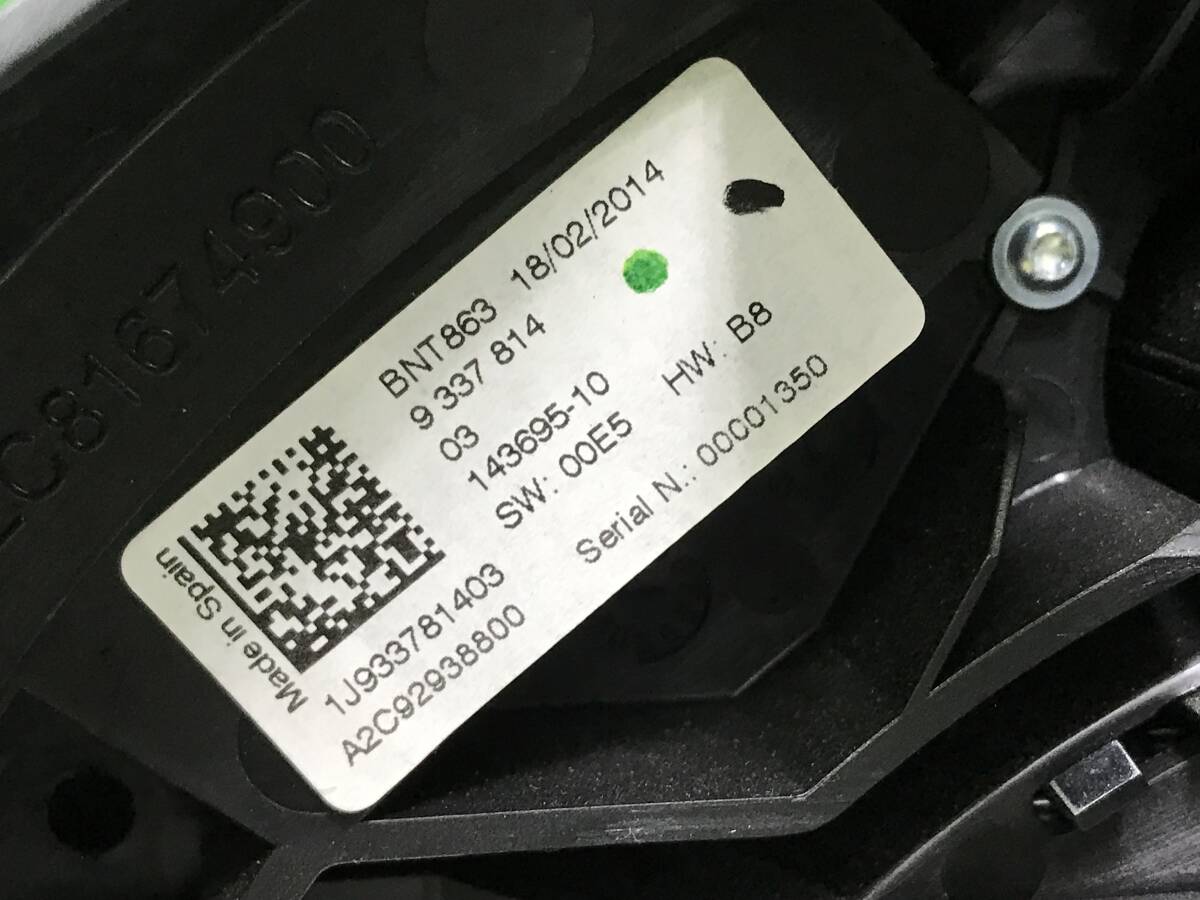 C81674900
BNT863 18/02/2014
9 337 814
03
143695-10
SW: 00E5 HW: B8
Serial N.: 00001350
1J933781403
A2C92938800
Made in Spain